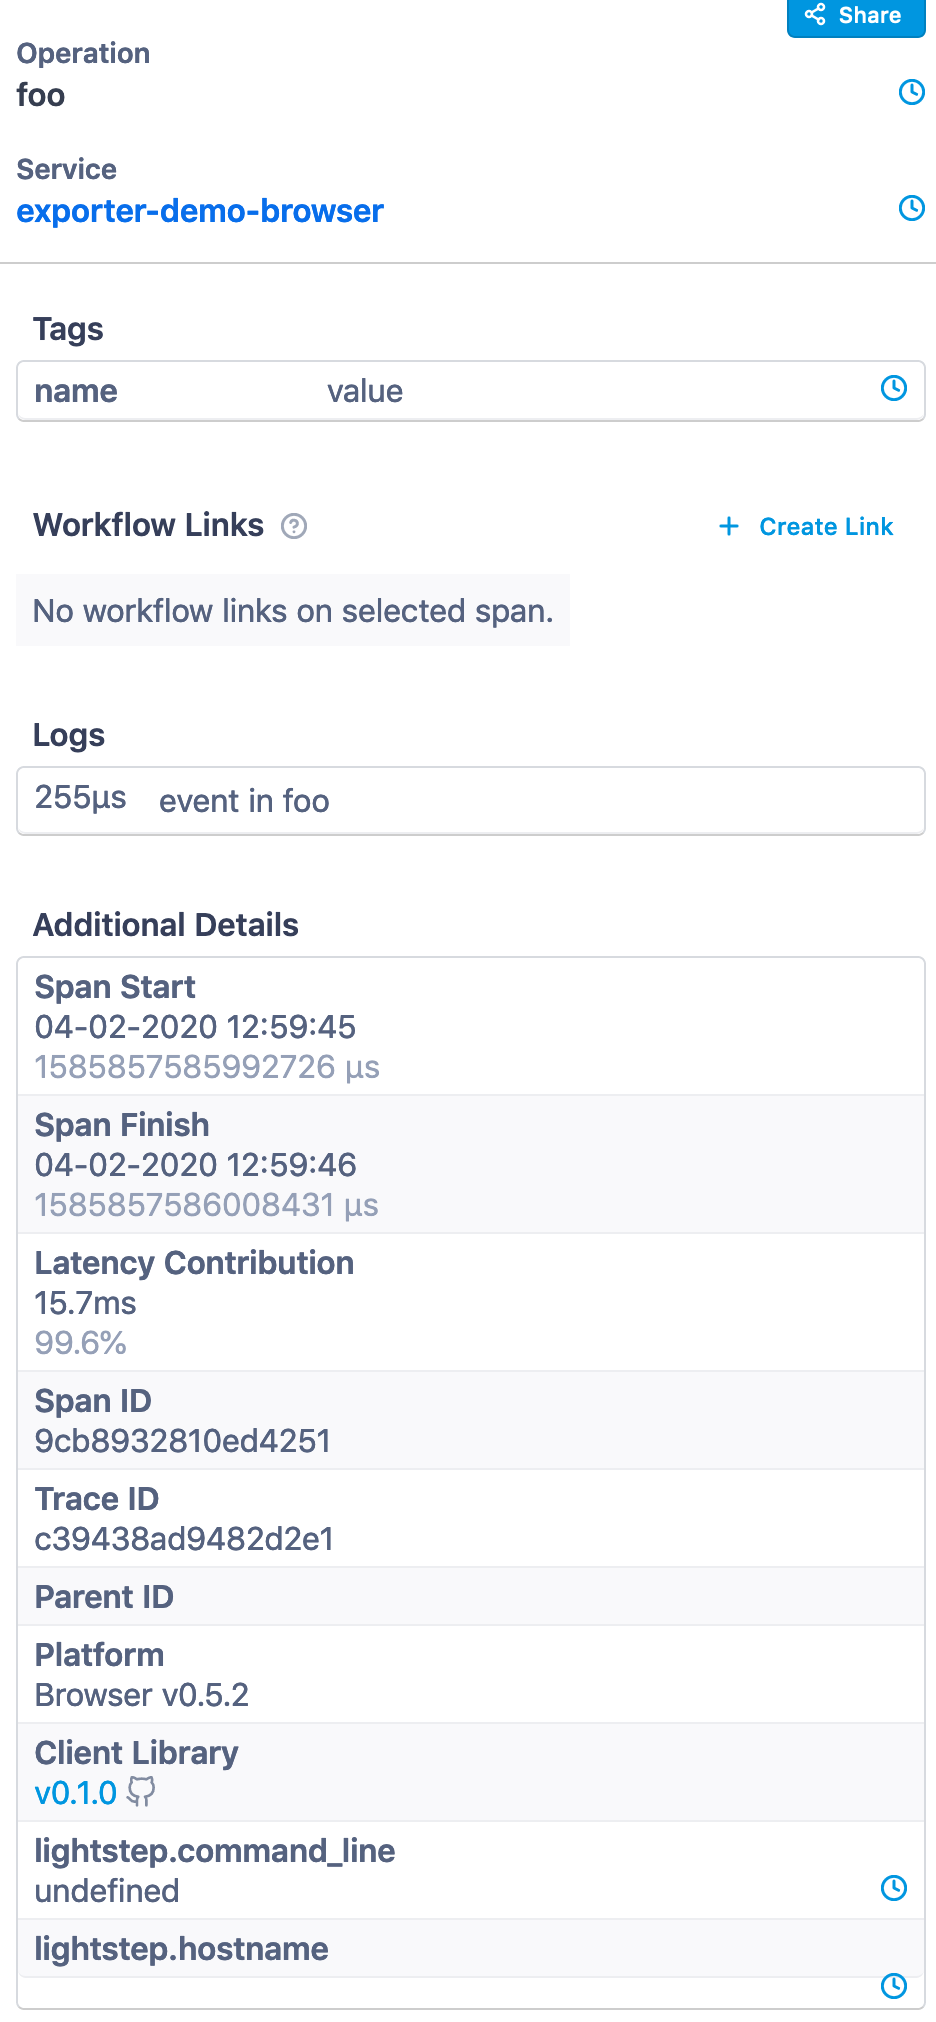 Share
Operation
foo
Service
exporter-demo-browser
Tags
name value
Workflow Links
+ Create Link
No workflow links on selected span.
Logs
255µs event in foo
Additional Details
Span Start
04-02-2020 12:59:45
1585857585992726 µs
Span Finish
04-02-2020 12:59:46
1585857586008431 µs
Latency Contribution
15.7ms
99.6%
Span ID
9cb8932810ed4251
Trace ID
c39438ad9482d2e1
Parent ID
Platform
Browser v0.5.2
Client Library
v0.1.0
lightstep.command_line
undefined
lightstep.hostname